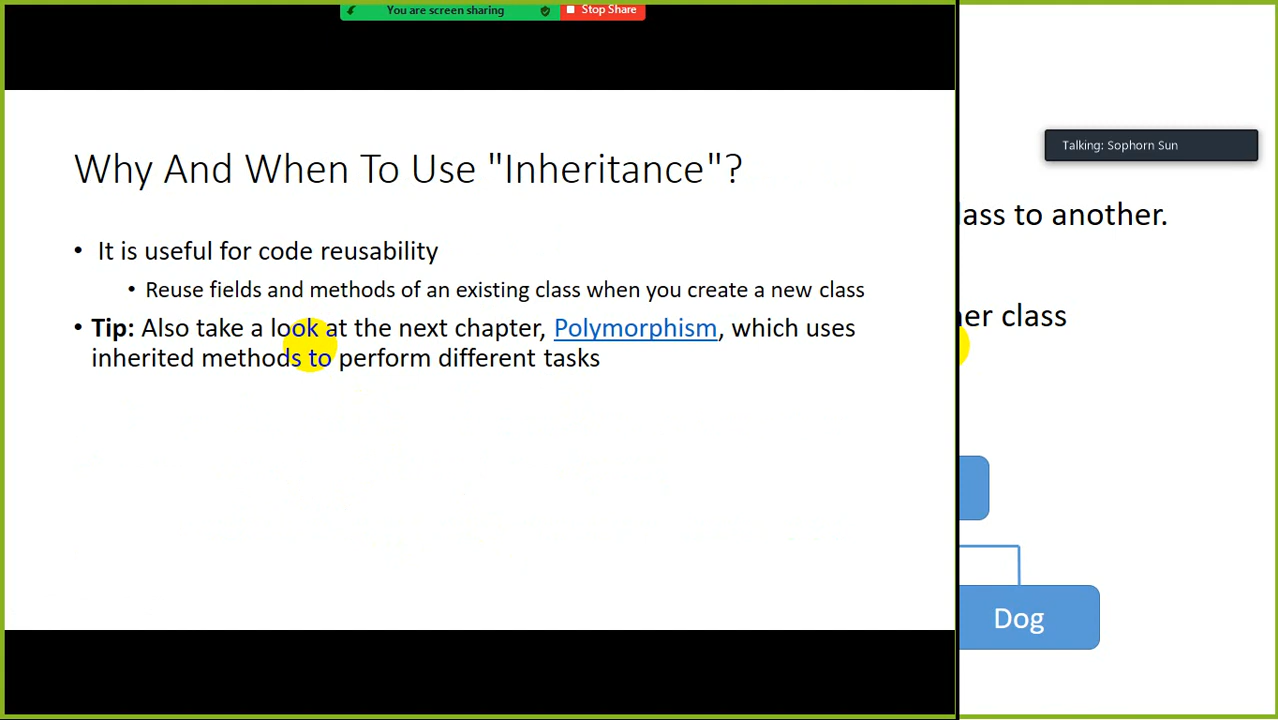 You are screen sharing
Stop Share
Why And When To Use "Inheritance"?
• It is useful for code reusability
• Reuse fields and methods of an existing class when you create a new class
• Tip: Also take a look at the next chapter, Polymorphism, which uses
inherited methods to perform different tasks
Talking: Sophorn Sun
lass to another.
er class
Dog